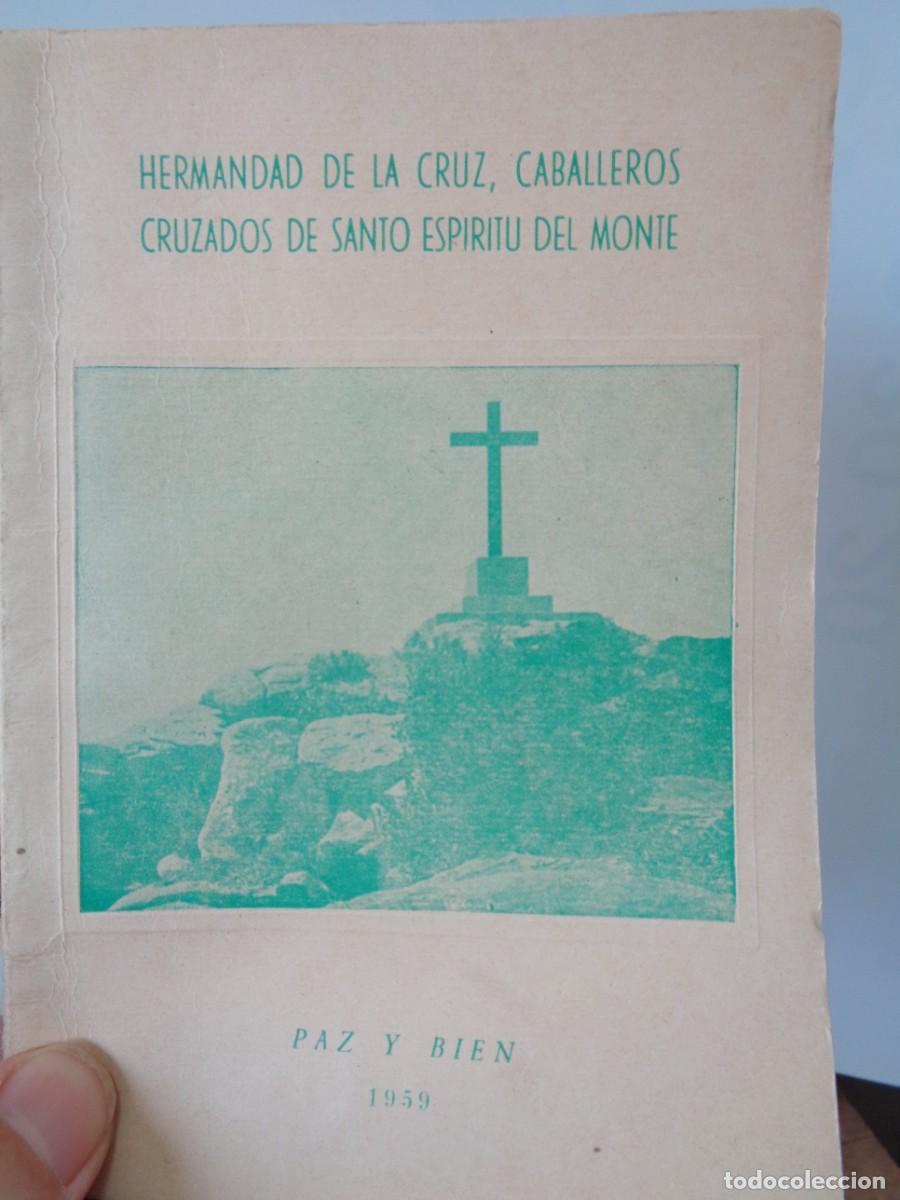 HERMANDAD DE LA CRUZ, CABALLEROS
CRUZADOS DE SANTO ESPIRITU DEL MONTE
PAZ Y BIEN
1959
todocoleccion